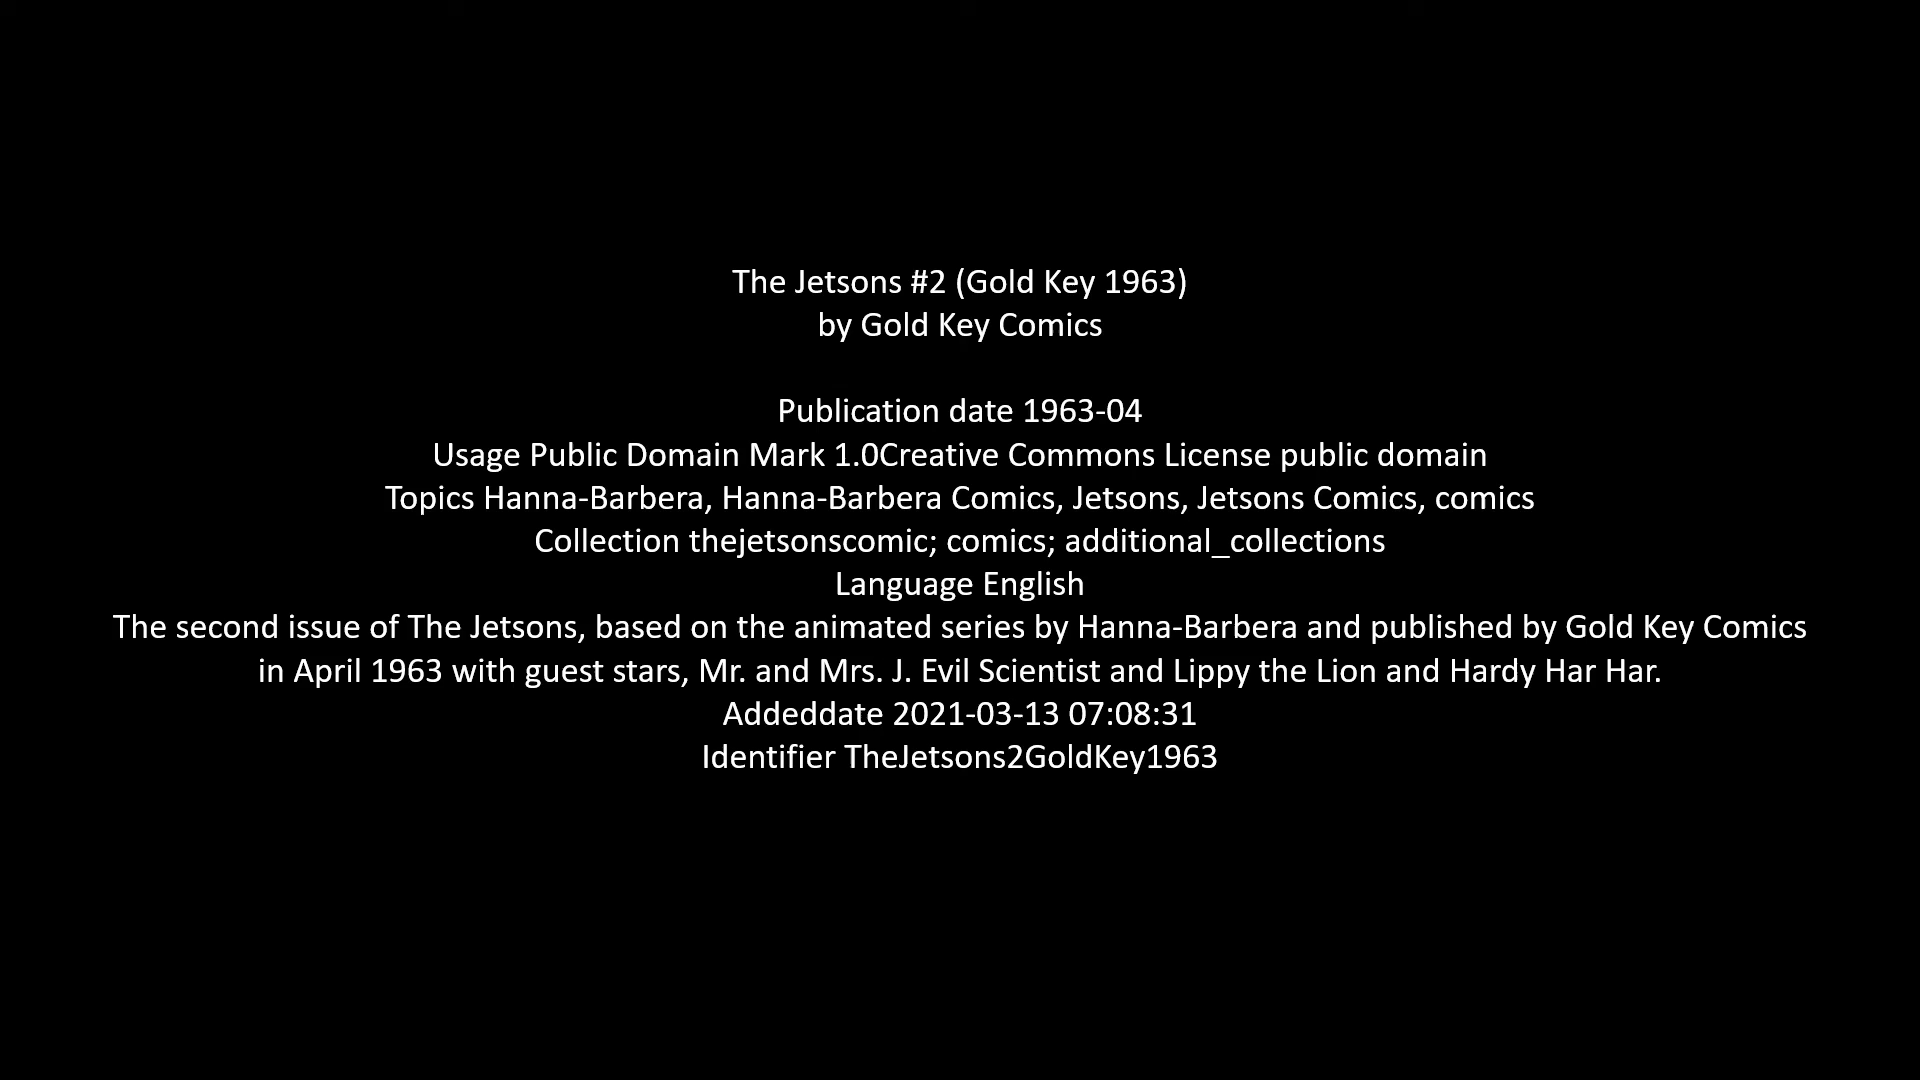 The Jetsons #2 (Gold Key 1963)
by Gold Key Comics
Publication date 1963-04
Usage Public Domain Mark 1.0Creative Commons License public domain
Topics Hanna-Barbera, Hanna-Barbera Comics, Jetsons, Jetsons Comics, comics
Collection thejetsonscomic; comics; additional_collections
Language English
The second issue of The Jetsons, based on the animated series by Hanna-Barbera and published by Gold Key Comics
in April 1963 with guest stars, Mr. and Mrs. J. Evil Scientist and Lippy the Lion and Hardy Har Har.
Addeddate 2021-03-13 07:08:31
Identifier TheJetsons2GoldKey1963